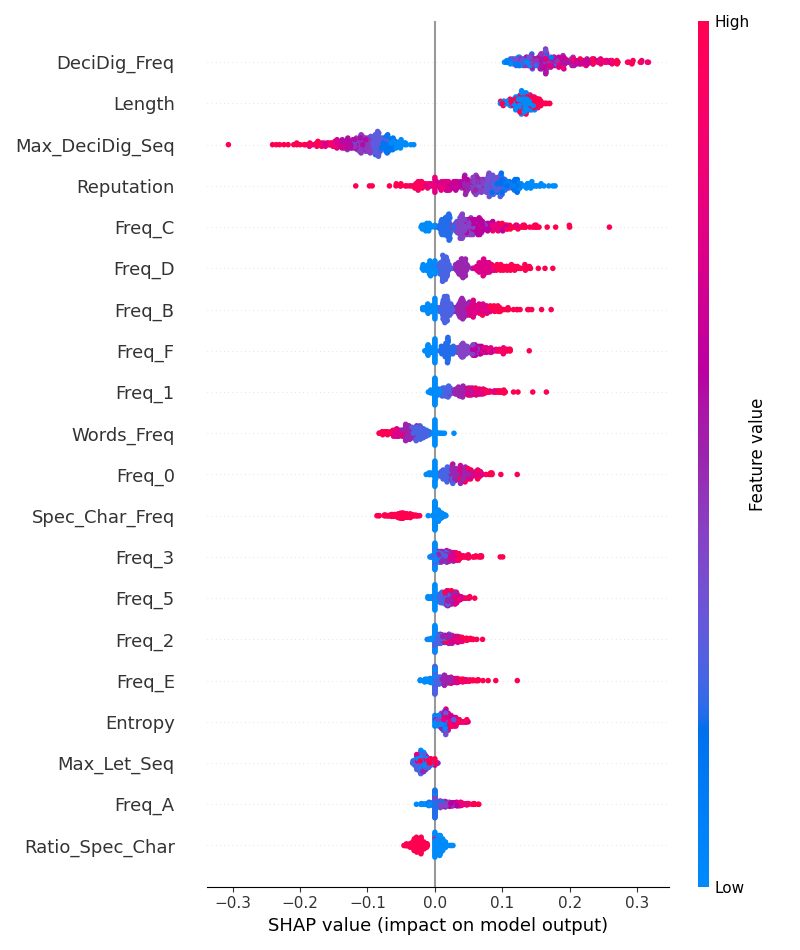 High
DeciDig_Freq
Length
Max_DeciDig_Seq
Reputation
Freq_C
Freq_D
Freq_B
Freq_F
Freq_1
Words_Freq
Freq_0
Spec_Char_Freq
Freq_3
Freq_5
Freq_2
Freq_E
Entropy
Max_Let_Seq
Freq_A
Ratio_Spec_Char
Feature value
Low
−0.3 −0.2 −0.1 0.0 0.1 0.2 0.3
SHAP value (impact on model output)